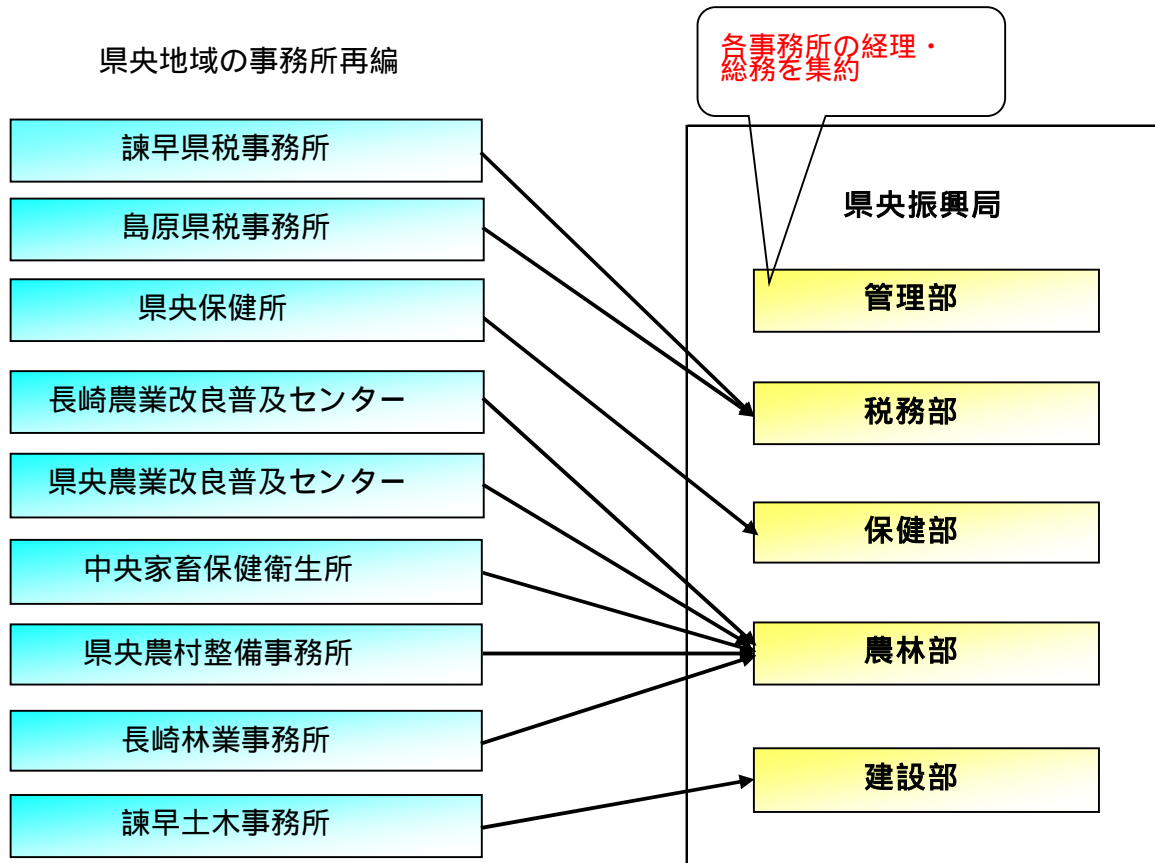 県央地域の事務所再編
各事務所の経理・
総務を集約
諫早県税事務所
島原県税事務所
県央保健所
長崎農業改良普及センター
県央農業改良普及センター
中央家畜保健衛生所
県央農村整備事務所
長崎林業事務所
諫早土木事務所
県央振興局
管理部
税務部
保健部
農林部
建設部